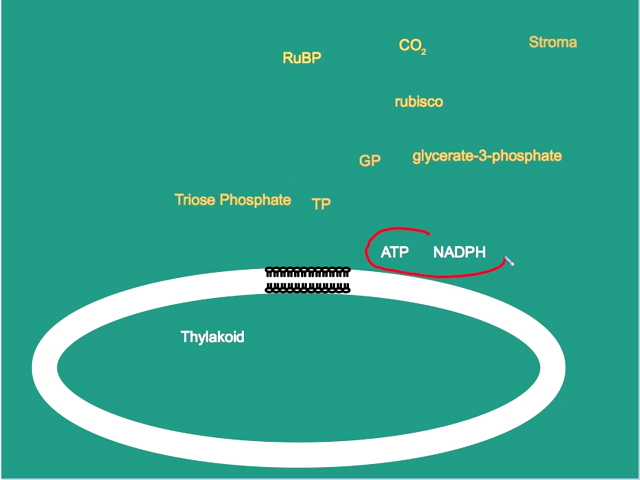 RuBP
CO₂
Stroma
rubisco
GP
glycerate-3-phosphate
Triose Phosphate
TP
ATP
NADPH
Thylakoid